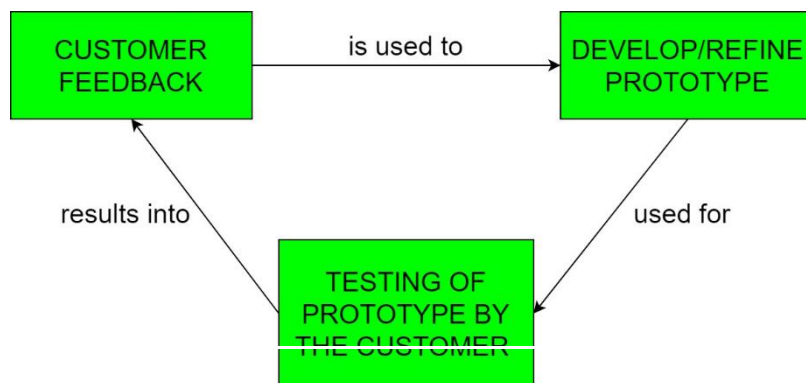 CUSTOMER
FEEDBACK
is used to
DEVELOP/REFINE
PROTOTYPE
results into
used for
TESTING OF
PROTOTYPE BY
THE CUSTOMER